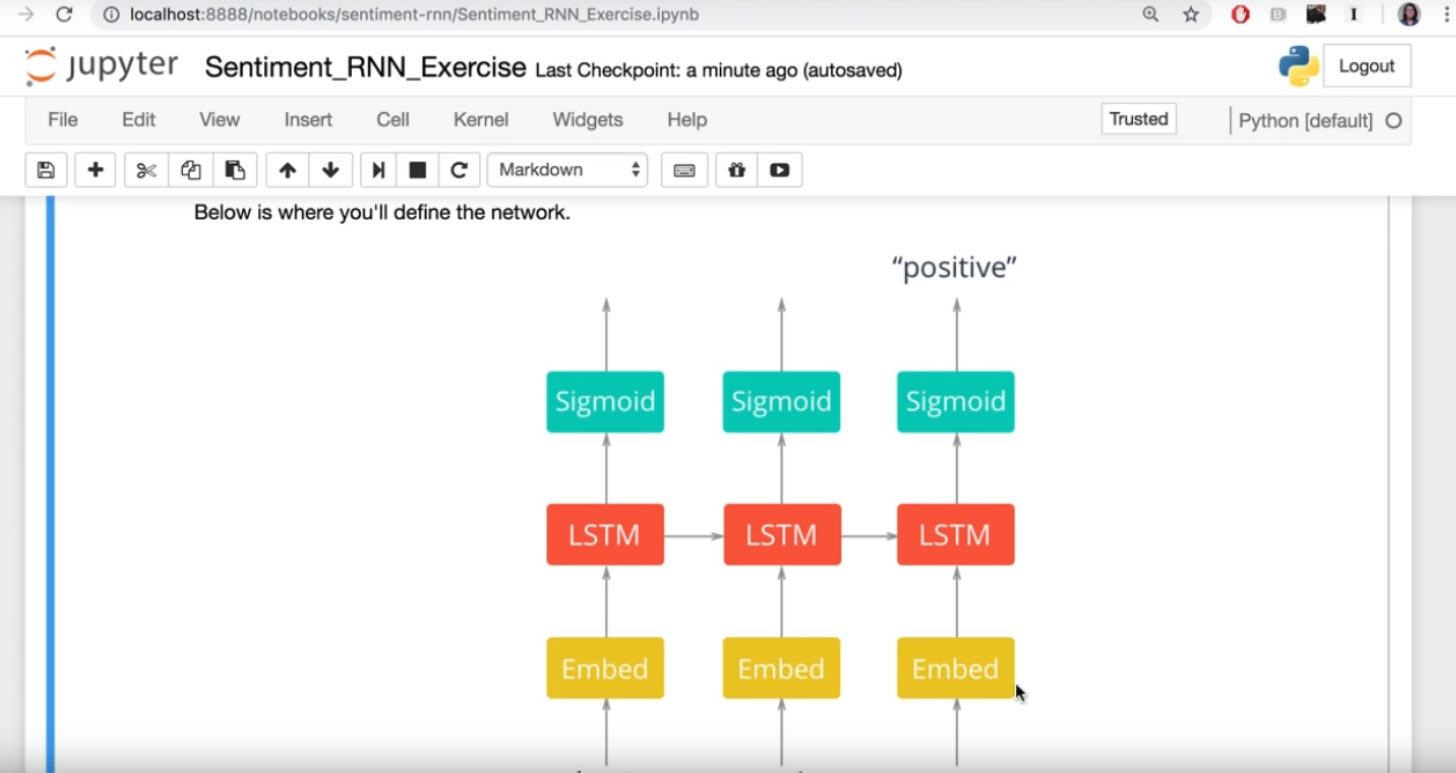 localhost:8888/notebooks/sentiment-rnn/Sentiment_RNN_Exercise.ipynb
jupyter Sentiment_RNN_Exercise Last Checkpoint: a minute ago (autosaved) Logout
File Edit View Insert Cell Kernel Widgets Help Trusted Python [default]
Markdown
Below is where you'll define the network.
“positive”
Sigmoid Sigmoid Sigmoid
LSTM LSTM LSTM
Embed Embed Embed